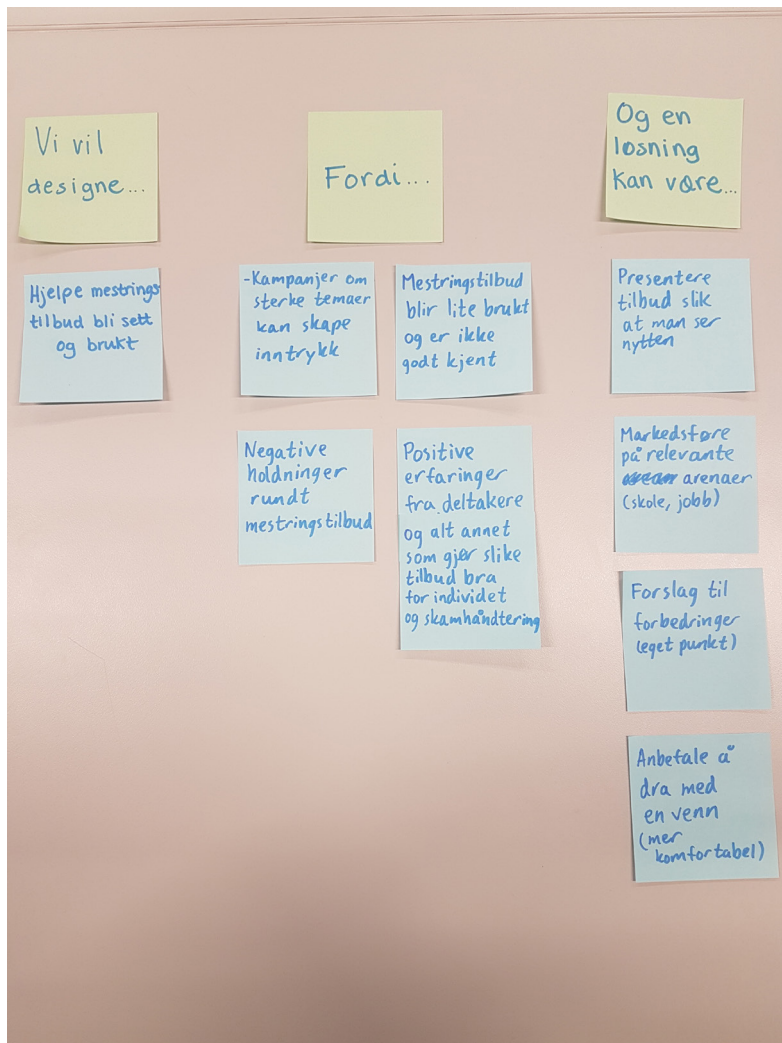 Vi vil
designe...
Fordi...
Og en
løsning
kan være...
Hjelpe mestrings
tilbud bli sett
og brukt
-Kampanjer om
sterke temaer
kan skape
inntrykk
Mestringstilbud
blir lite brukt
og er ikke
godt kjent
Negative
holdninger
rundt
mestringstilbud
Positive
erfaringer
fra deltakere
og alt annet
som gjør slike
tilbud bra
for individet
og skamhåndtering
Presentere
tilbud slik
at man ser
nytten
Markedsføre
på relevante
arenaer
(skole, jobb)
Forslag til
forbedringer
(eget punkt)
Anbefale å
dra med
en venn
(mer
komfortabel)